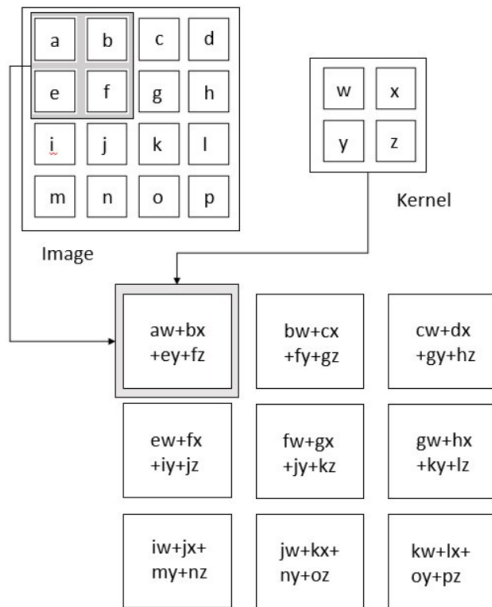 a b c d
e f g h
i j k l
m n o p
Image
w x
y z
Kernel
aw+bx
+ey+fz
bw+cx
+fy+gz
cw+dx
+gy+hz
ew+fx
+iy+jz
fw+gx
+jy+kz
gw+hx
+ky+lz
iw+jx+
my+nz
jw+kx+
ny+oz
kw+lx+
oy+pz